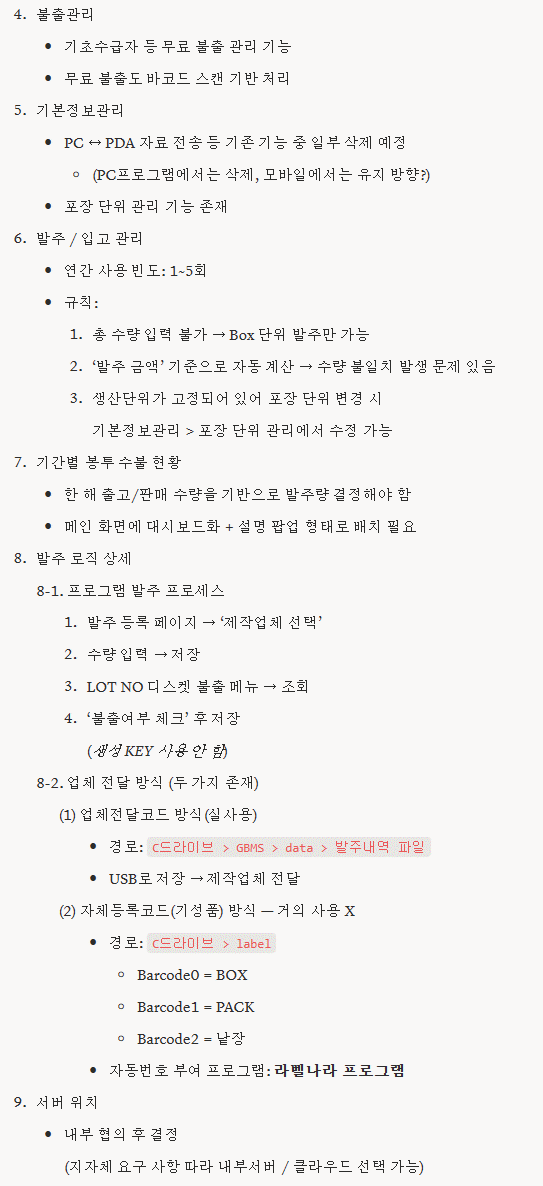 4. 불출관리
• 기초수급자 등 무료 불출 관리 기능
• 무료 불출도 바코드 스캔 기반 처리
5. 기본정보관리
• PC ↔ PDA 자료 전송 등 기존 기능 중 일부 삭제 예정
◦ (PC프로그램에서는 삭제, 모바일에서는 유지 방향?)
• 포장 단위 관리 기능 존재
6. 발주 / 입고 관리
• 연간 사용 빈도: 1~5회
• 규칙:
1. 총 수량 입력 불가 → Box 단위 발주만 가능
2. ‘발주 금액’ 기준으로 자동 계산 → 수량 불일치 발생 문제 있음
3. 생산단위가 고정되어 있어 포장 단위 변경 시
기본정보관리 > 포장 단위 관리에서 수정 가능
7. 기간별 봉투 수불 현황
• 한 해 출고/판매 수량을 기반으로 발주량 결정해야 함
• 메인 화면에 대시보드화 + 설명 팝업 형태로 배치 필요
8. 발주 로직 상세
8-1. 프로그램 발주 프로세스
1. 발주 등록 페이지 → ‘제작업체 선택’
2. 수량 입력 → 저장
3. LOT NO 디스켓 불출 메뉴 → 조회
4. ‘불출여부 체크’ 후 저장
(생성 KEY 사용 안 함)
8-2. 업체 전달 방식 (두 가지 존재)
(1) 업체전달코드 방식(실사용)
• 경로: C드라이브 > GBMS > data > 발주내역 파일
• USB로 저장 → 제작업체 전달
(2) 자체등록코드(기성품) 방식 — 거의 사용 X
• 경로: C드라이브 > label
◦ Barcode0 = BOX
◦ Barcode1 = PACK
◦ Barcode2 = 낱장
• 자동번호 부여 프로그램: 라벨나라 프로그램
9. 서버 위치
• 내부 협의 후 결정
(지자체 요구 사항 따라 내부서버 / 클라우드 선택 가능)